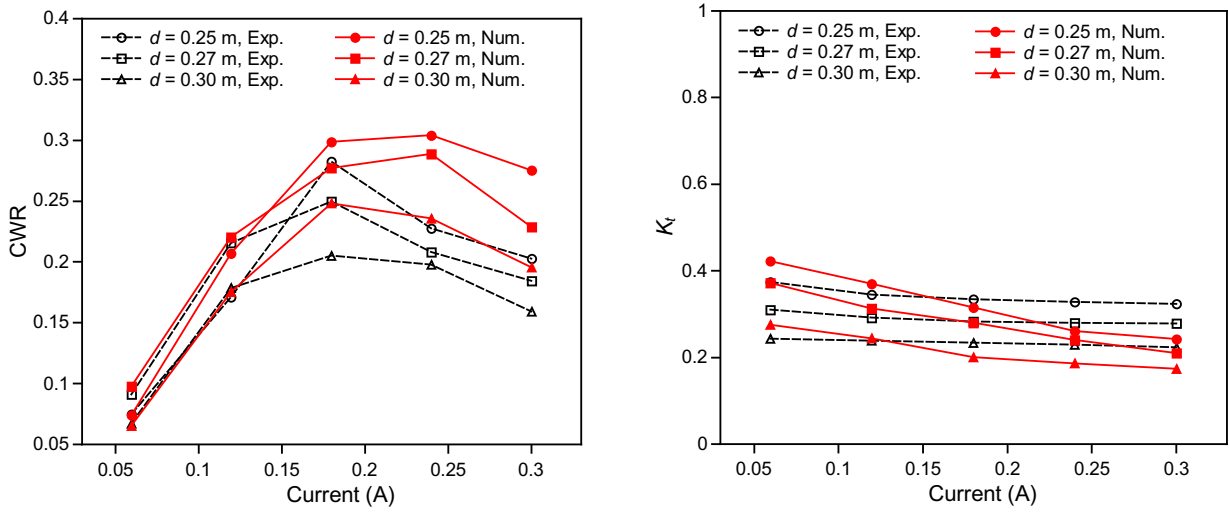 0.4
0.35
0.3
0.25
0.2
0.15
0.1
0.05
CWR
d = 0.25 m, Exp.
d = 0.27 m, Exp.
d = 0.30 m, Exp.
d = 0.25 m, Num.
d = 0.27 m, Num.
d = 0.30 m, Num.
0.05 0.1 0.15 0.2 0.25 0.3
Current (A)
1
0.8
0.6
0.4
0.2
0
Kt
d = 0.25 m, Exp.
d = 0.27 m, Exp.
d = 0.30 m, Exp.
d = 0.25 m, Num.
d = 0.27 m, Num.
d = 0.30 m, Num.
0.05 0.1 0.15 0.2 0.25 0.3
Current (A)